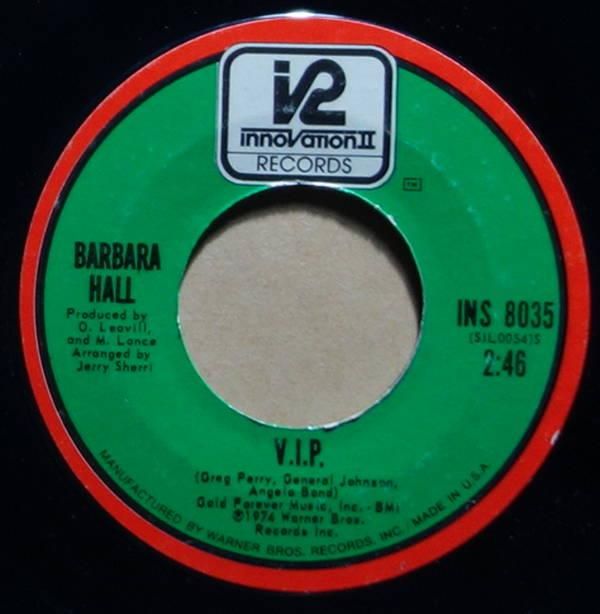 i2
innovation II
RECORDS
TM
BARBARA
HALL
Produced by
O. Leavill,
and M. Lance
Arranged by
Jerry Sherri
INS 8035
(SIL0054)S
2:46
V.I.P.
(Greg Perry, General Johnson,
Angelo Bond)
Gold Forever Music, Inc. - BMI
©1974 Warner Bros.
Records Inc.
MANUFACTURED BY WARNER BROS. RECORDS, INC./MADE IN U.S.A.